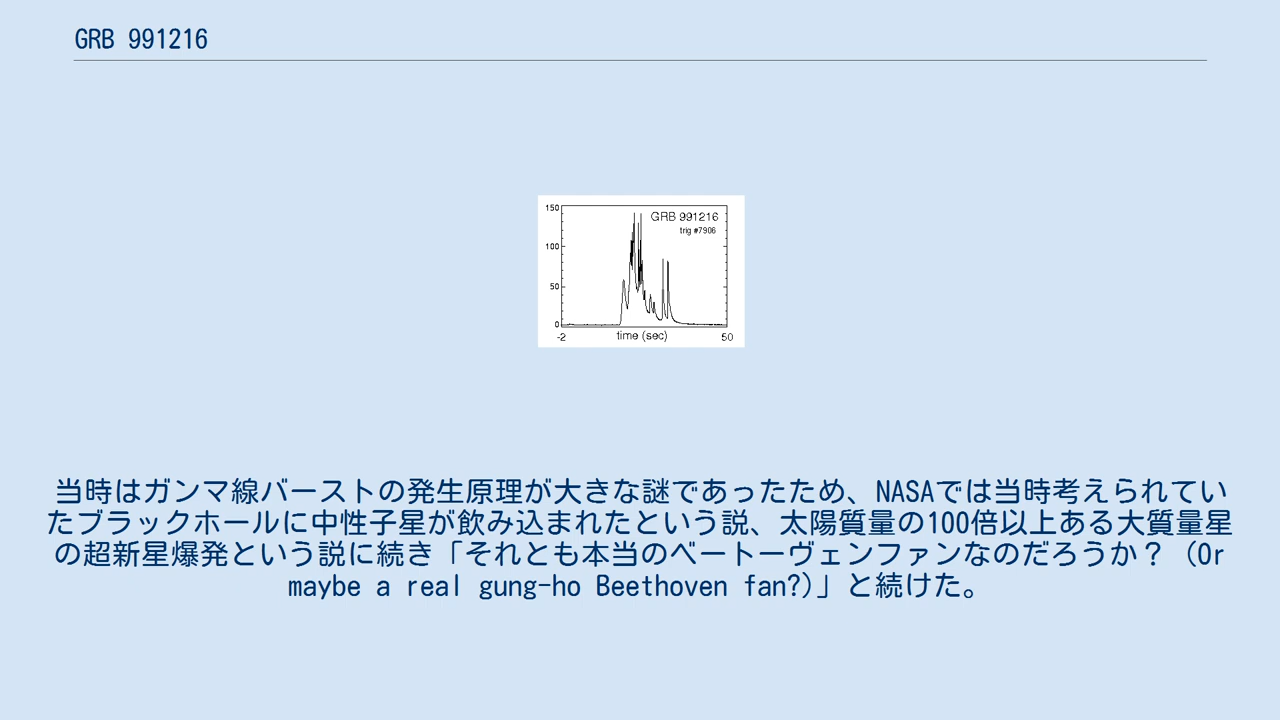 GRB 991216
150
GRB 991216
trig #7906
100
50
0
-2
time (sec)
50
当時はガンマ線バーストの発生原理が大きな謎であったため、NASAでは当時考えられてい
たブラックホールに中性子星が飲み込まれたという説、太陽質量の100倍以上ある大質量星
の超新星爆発という説に続き「それとも本当のベートーヴェンファンなのだろうか？（Or
maybe a real gung-ho Beethoven fan?)」と続けた。